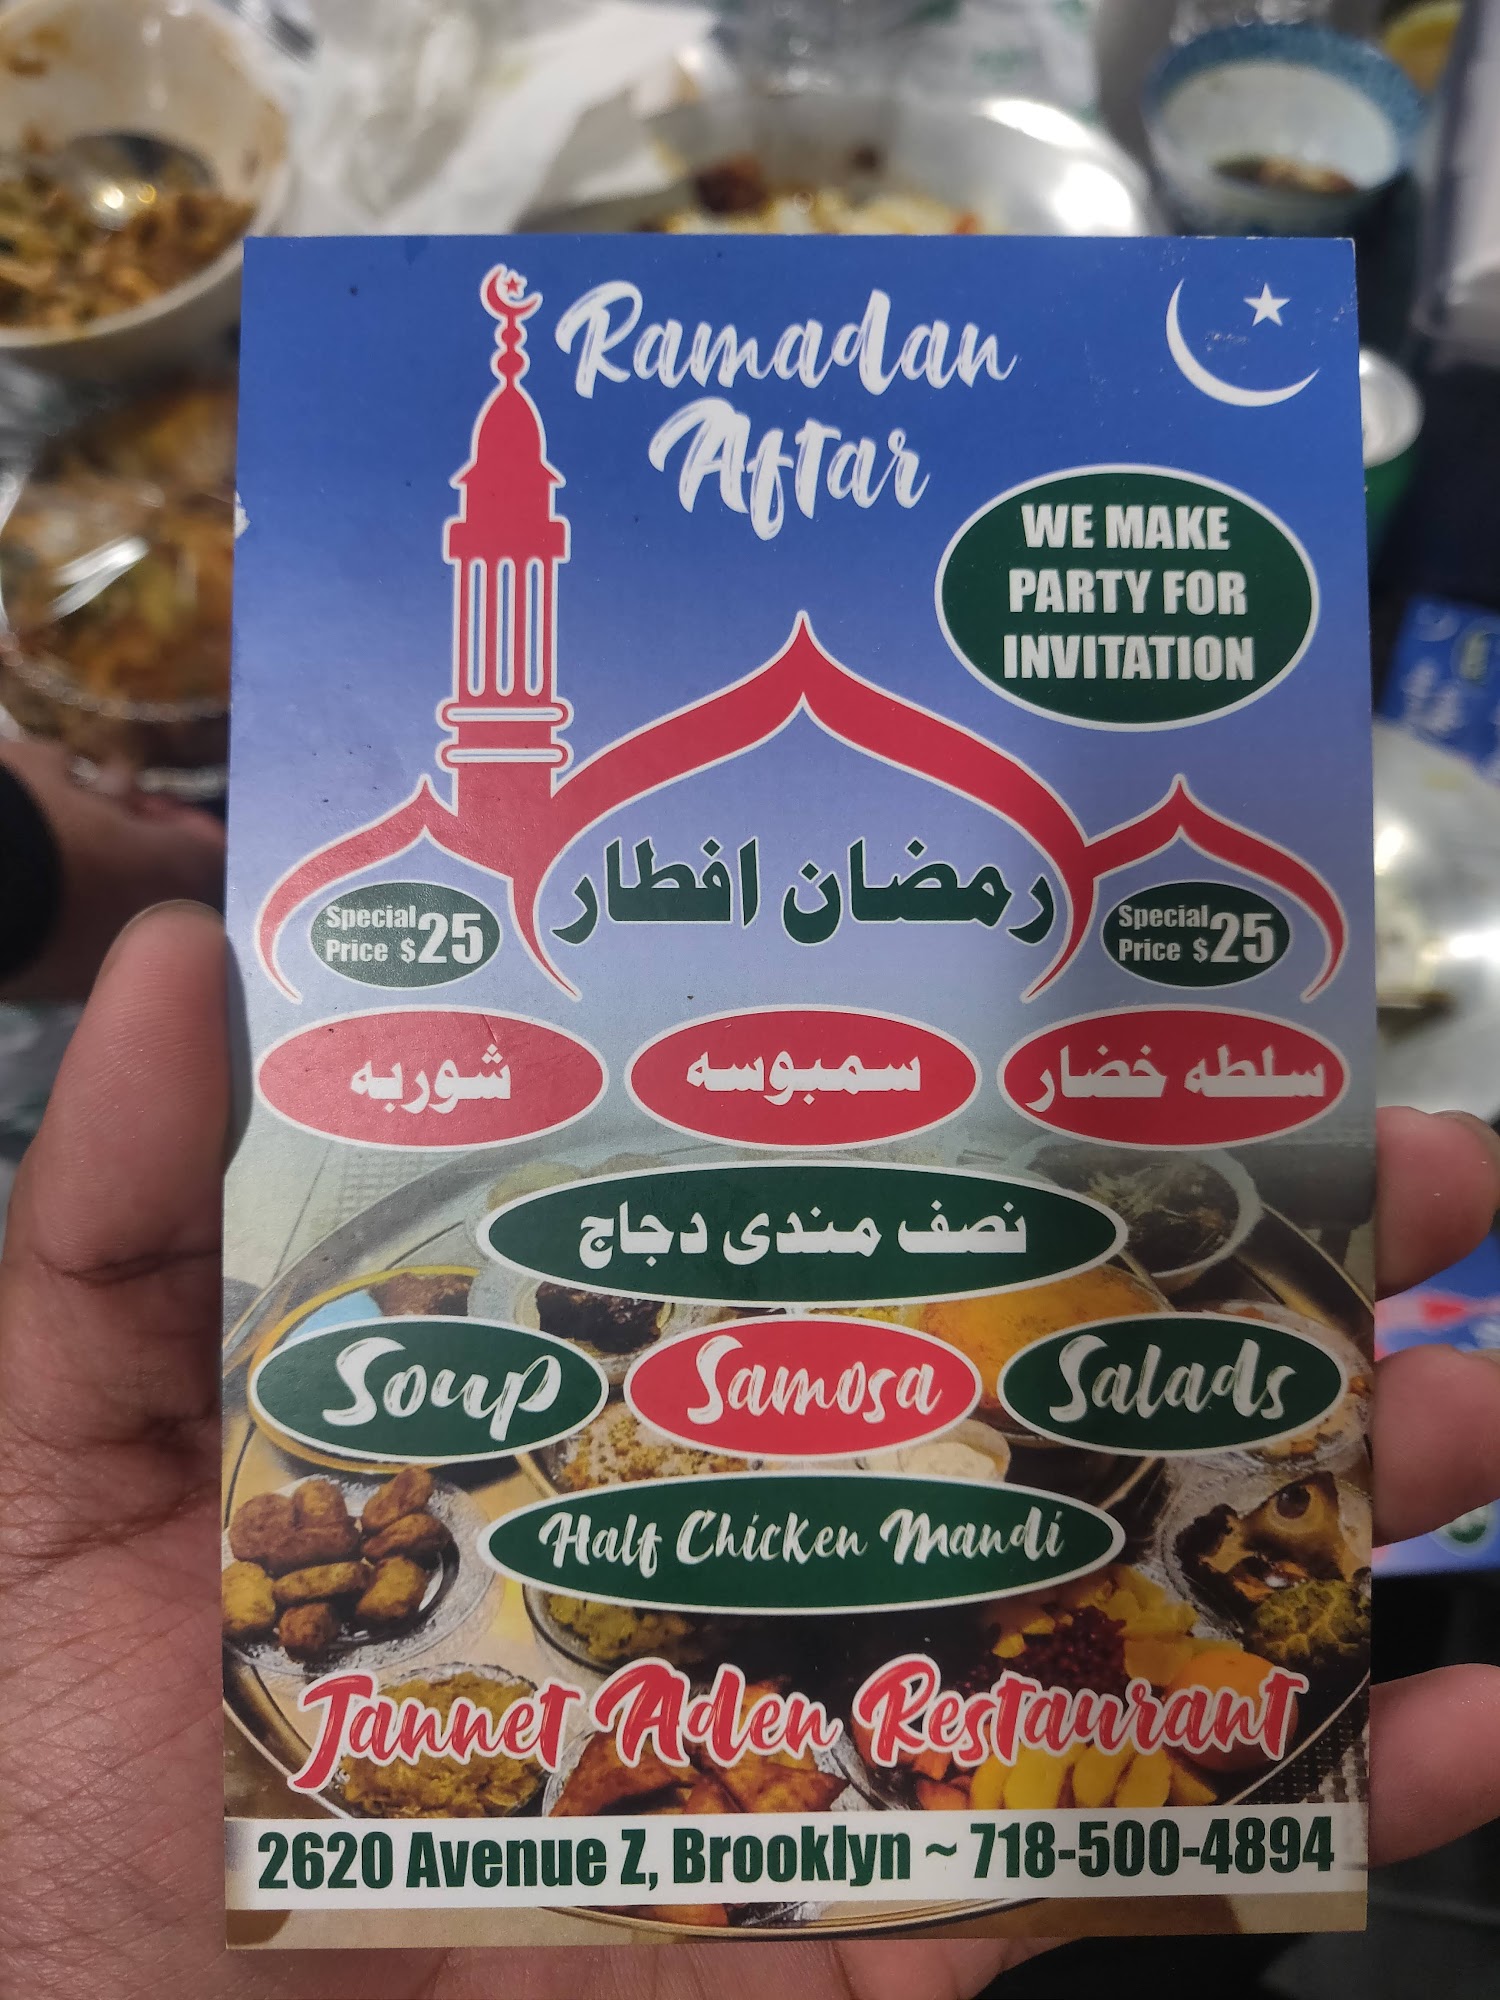 Ramadan
Aftar
WE MAKE
PARTY FOR
INVITATION
رمضان افطار
Special
Price $25
Special
Price $25
شوربه
سمبوسه
سلطه خضار
نصف مندى دجاج
Soup
Samosa
Salads
Half Chicken Mandi
Jannet Aden Restaurant
2620 Avenue Z, Brooklyn ~ 718-500-4894